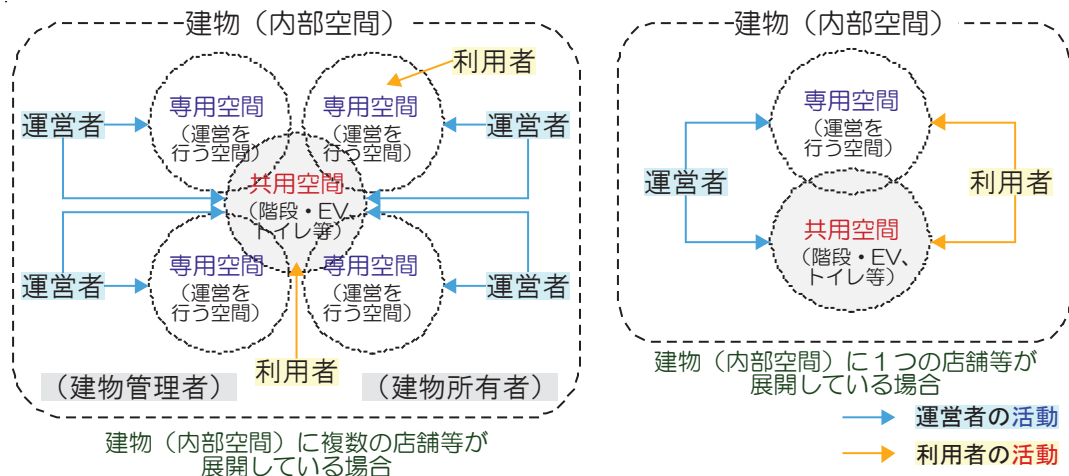 建物（内部空間）
利用者
専用空間
（運営を
行う空間）
専用空間
（運営を
行う空間）
運営者
運営者
共用空間
（階段・EV、
トイレ等）
専用空間
（運営を
行う空間）
専用空間
（運営を
行う空間）
運営者
運営者
利用者
（建物管理者）
（建物所有者）
建物（内部空間）に複数の店舗等が
展開している場合
建物（内部空間）
専用空間
（運営を
行う空間）
運営者
利用者
共用空間
（階段・EV、
トイレ等）
建物（内部空間）に１つの店舗等が
展開している場合
運営者の活動
利用者の活動